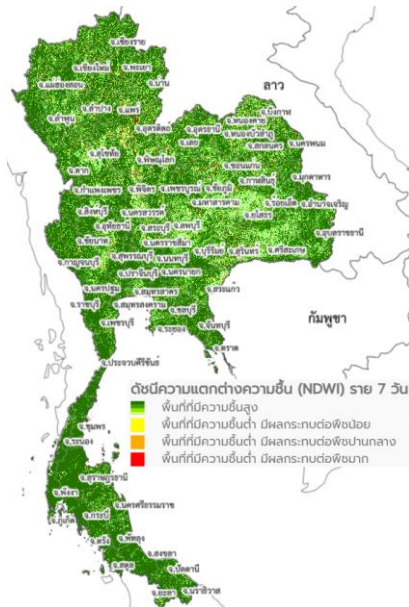 จ.เชียงราย
จ.เชียงใหม่
จ.พะเยา
จ.แม่ฮ่องสอน
จ.น่าน
ลาว
จ.ลำปาง
จ.แพร่
จ.ลำพูน
จ.อุตรดิตถ์
จ.อุดรธานี
จ.บึงกาฬ
จ.หนองคาย
จ.เลย
จ.หนองบัวลำภู
จ.สกลนคร
จ.นครพนม
จ.สุโขทัย
จ.พิษณุโลก
จ.ขอนแก่น
จ.ตาก
จ.กาฬสินธุ์
จ.มุกดาหาร
จ.กำแพงเพชร
จ.พิจิตร
จ.เพชรบูรณ์
จ.ชัยภูมิ
จ.มหาสารคาม
จ.ร้อยเอ็ด
จ.อำนาจเจริญ
จ.สิงห์บุรี
จ.นครสวรรค์
จ.ยโสธร
จ.อุทัยธานี
จ.สระบุรี
จ.ลพบุรี
จ.อุบลราชธานี
จ.ชัยนาท
จ.นครราชสีมา
จ.บุรีรัมย์
จ.สุรินทร์
จ.ศรีสะเกษ
จ.กาญจนบุรี
จ.สุพรรณบุรี
จ.นนทบุรี
จ.ปราจีนบุรี
จ.นครนายก
จ.นครปฐม
จ.สมุทรสาคร
จ.สระแก้ว
จ.ราชบุรี
จ.สมุทรสงคราม
จ.ชลบุรี
จ.เพชรบุรี
จ.ระยอง
จ.จันทบุรี
กัมพูชา
จ.ตราด
จ.ประจวบคีรีขันธ์
ดัชนีความแตกต่างความชื้น (NDWI) ราย 7 วัน
พื้นที่ที่มีความชื้นสูง
พื้นที่ที่มีความชื้นต่ำ มีผลกระทบต่อพืชน้อย
พื้นที่ที่มีความชื้นต่ำ มีผลกระทบต่อพืชปานกลาง
พื้นที่ที่มีความชื้นต่ำ มีผลกระทบต่อพืชมาก
จ.ชุมพร
จ.ระนอง
จ.สุราษฎร์ธานี
จ.พังงา
จ.นครศรีธรรมราช
จ.ภูเก็ต
จ.กระบี่
จ.ตรัง
จ.พัทลุง
จ.สงขลา
จ.สตูล
จ.ปัตตานี
จ.ยะลา
จ.นราธิวาส